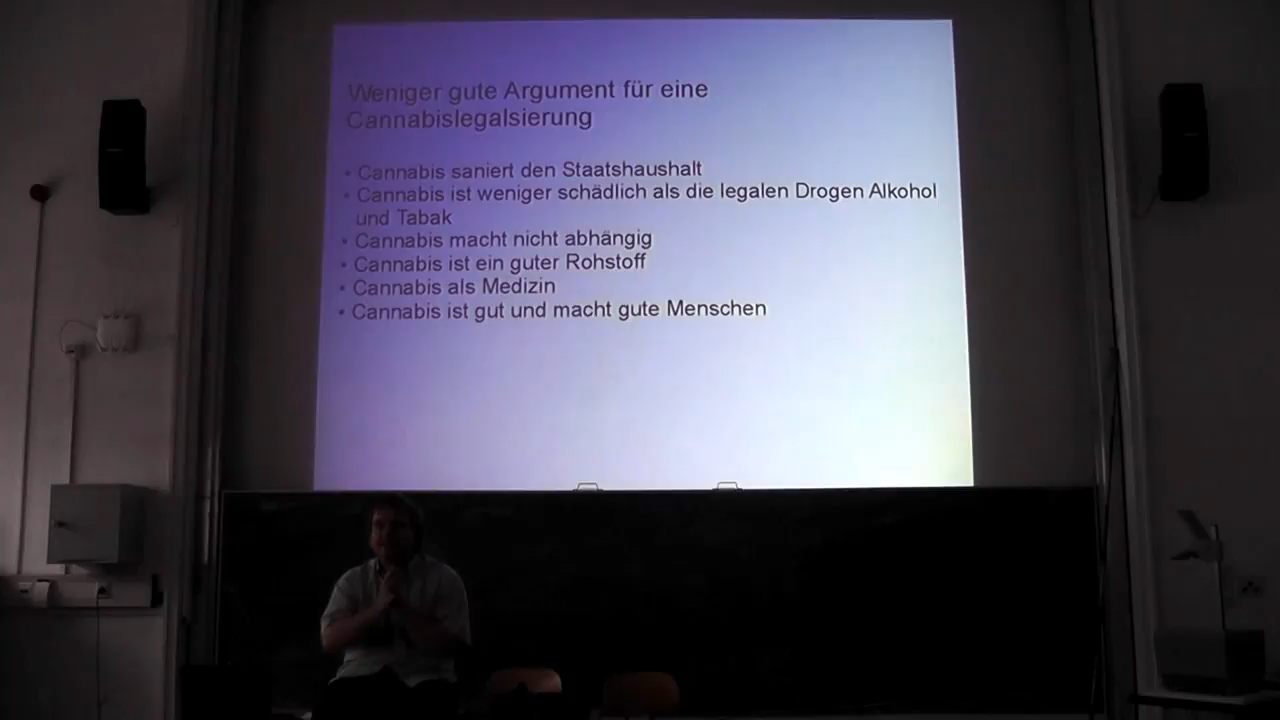 Weniger gute Argument für eine
Cannabislegalsierung
• Cannabis saniert den Staatshaushalt
• Cannabis ist weniger schädlich als die legalen Drogen Alkohol
und Tabak
• Cannabis macht nicht abhängig
• Cannabis ist ein guter Rohstoff
• Cannabis als Medizin
• Cannabis ist gut und macht gute Menschen